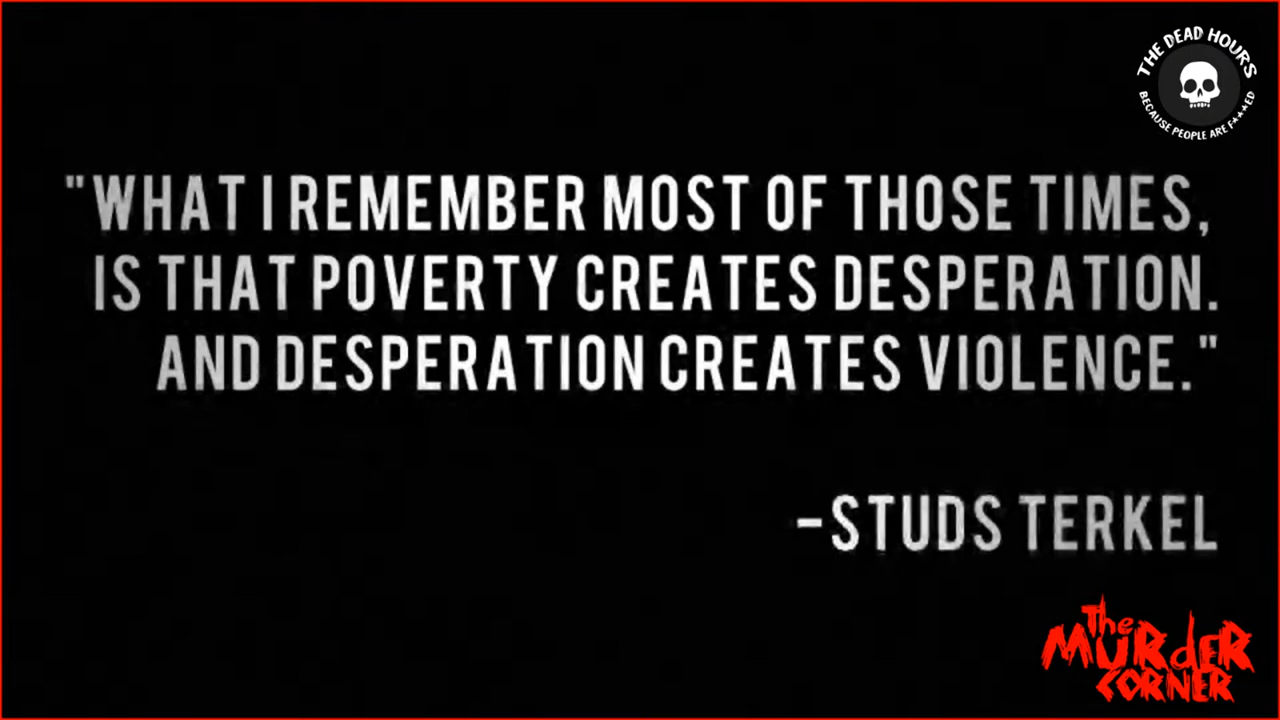 THE DEAD HOURS
BECAUSE PEOPLE ARE F****ED
"WHAT I REMEMBER MOST OF THOSE TIMES,
IS THAT POVERTY CREATES DESPERATION.
AND DESPERATION CREATES VIOLENCE."
-STUDS TERKEL
The
MURdER
CORNER